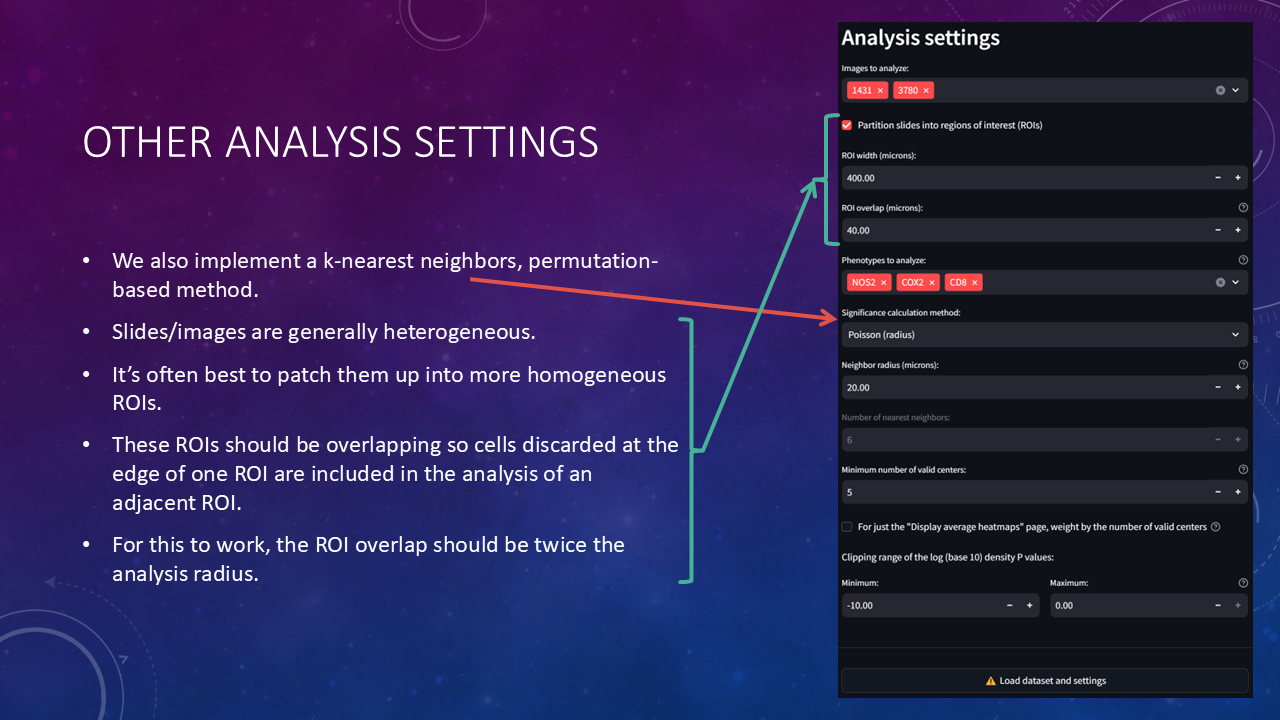 OTHER ANALYSIS SETTINGS
• We also implement a k-nearest neighbors, permutation-
based method.
• Slides/images are generally heterogeneous.
• It’s often best to patch them up into more homogeneous
ROIs.
• These ROIs should be overlapping so cells discarded at the
edge of one ROI are included in the analysis of an
adjacent ROI.
• For this to work, the ROI overlap should be twice the
analysis radius.
Analysis settings
Images to analyze:
1431 × 3780 ×
Partition slides into regions of interest (ROIs)
ROI width (microns):
400.00
ROI overlap (microns):
40.00
Phenotypes to analyze:
NOS2 × COX2 × CD8 ×
Significance calculation method:
Poisson (radius)
Neighbor radius (microns):
20.00
Number of nearest neighbors:
6
Minimum number of valid centers:
5
For just the "Display average heatmaps" page, weight by the number of valid centers
Clipping range of the log (base 10) density P values:
Minimum: Maximum:
-10.00 0.00
Load dataset and settings